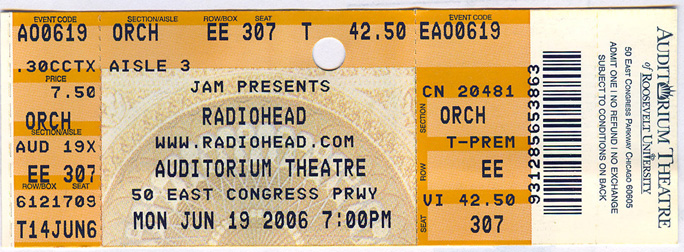 EVENT CODE
AO0619
.30CCTX
PRICE
7.50
ORCH
SECTION/AISLE
AUD 19X
EE 307
ROW/BOX SEAT
6121709
T14JUN6
SECTION/AISLE ROW/BOX SEAT
ORCH EE 307 T 42.50
AISLE 3
JAM PRESENTS
RADIOHEAD
WWW.RADIOHEAD.COM
AUDITORIUM THEATRE
50 EAST CONGRESS PRWY
MON JUN 19 2006 7:00PM
EVENT CODE
EAO0619
CN 20481
SECTION
ORCH
T-PREM
ROW/BOX
EE
VI 42.50
SEAT
307
931285653863
AUDITORIUM THEATRE
of ROOSEVELT UNIVERSITY
50 EAST CONGRESS PARKWAY CHICAGO 60605
ADMIT ONE / NO REFUND / NO EXCHANGE
SUBJECT TO CONDITIONS ON BACK